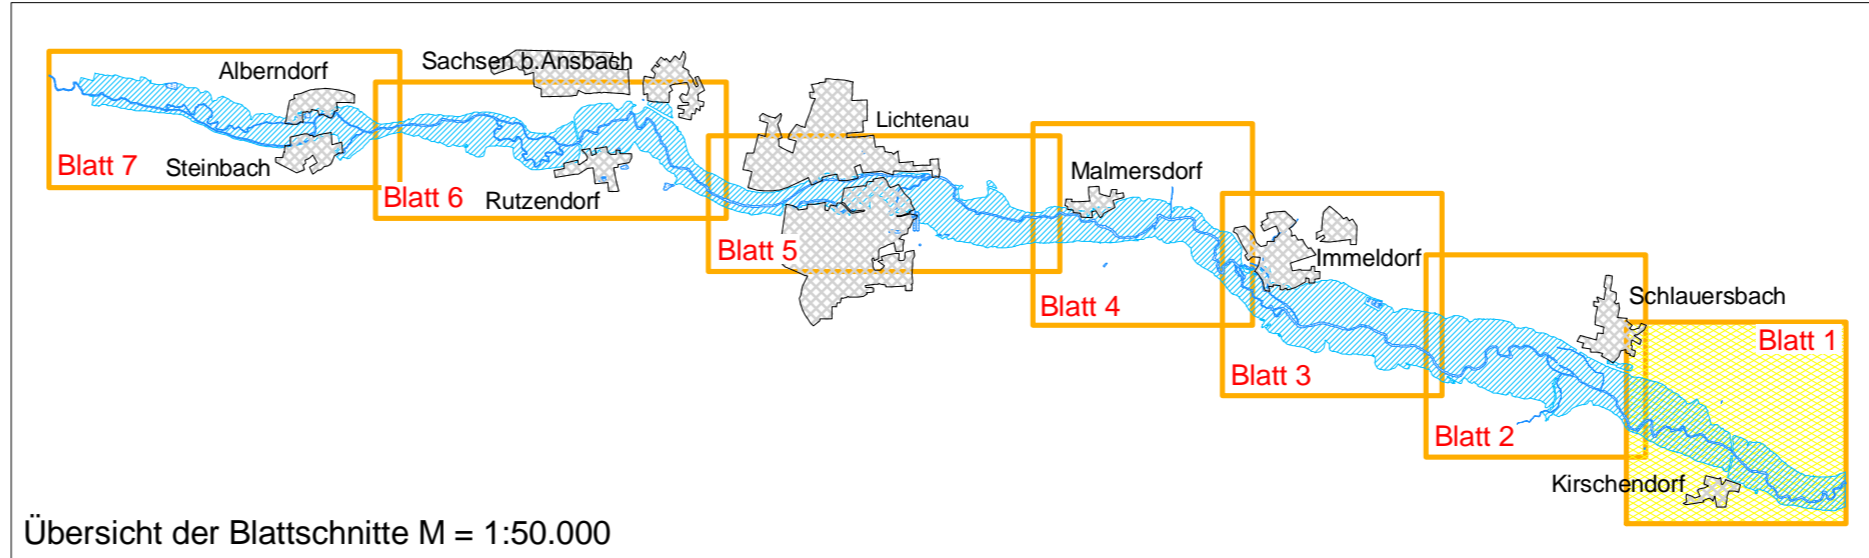 Alberndorf
Sachsen b.Ansbach
Steinbach
Blatt 7
Blatt 6
Rutzendorf
Lichtenau
Blatt 5
Malmersdorf
Blatt 4
Immeldorf
Blatt 3
Schlauersbach
Blatt 2
Blatt 1
Kirschendorf
Übersicht der Blattschnitte M = 1:50.000